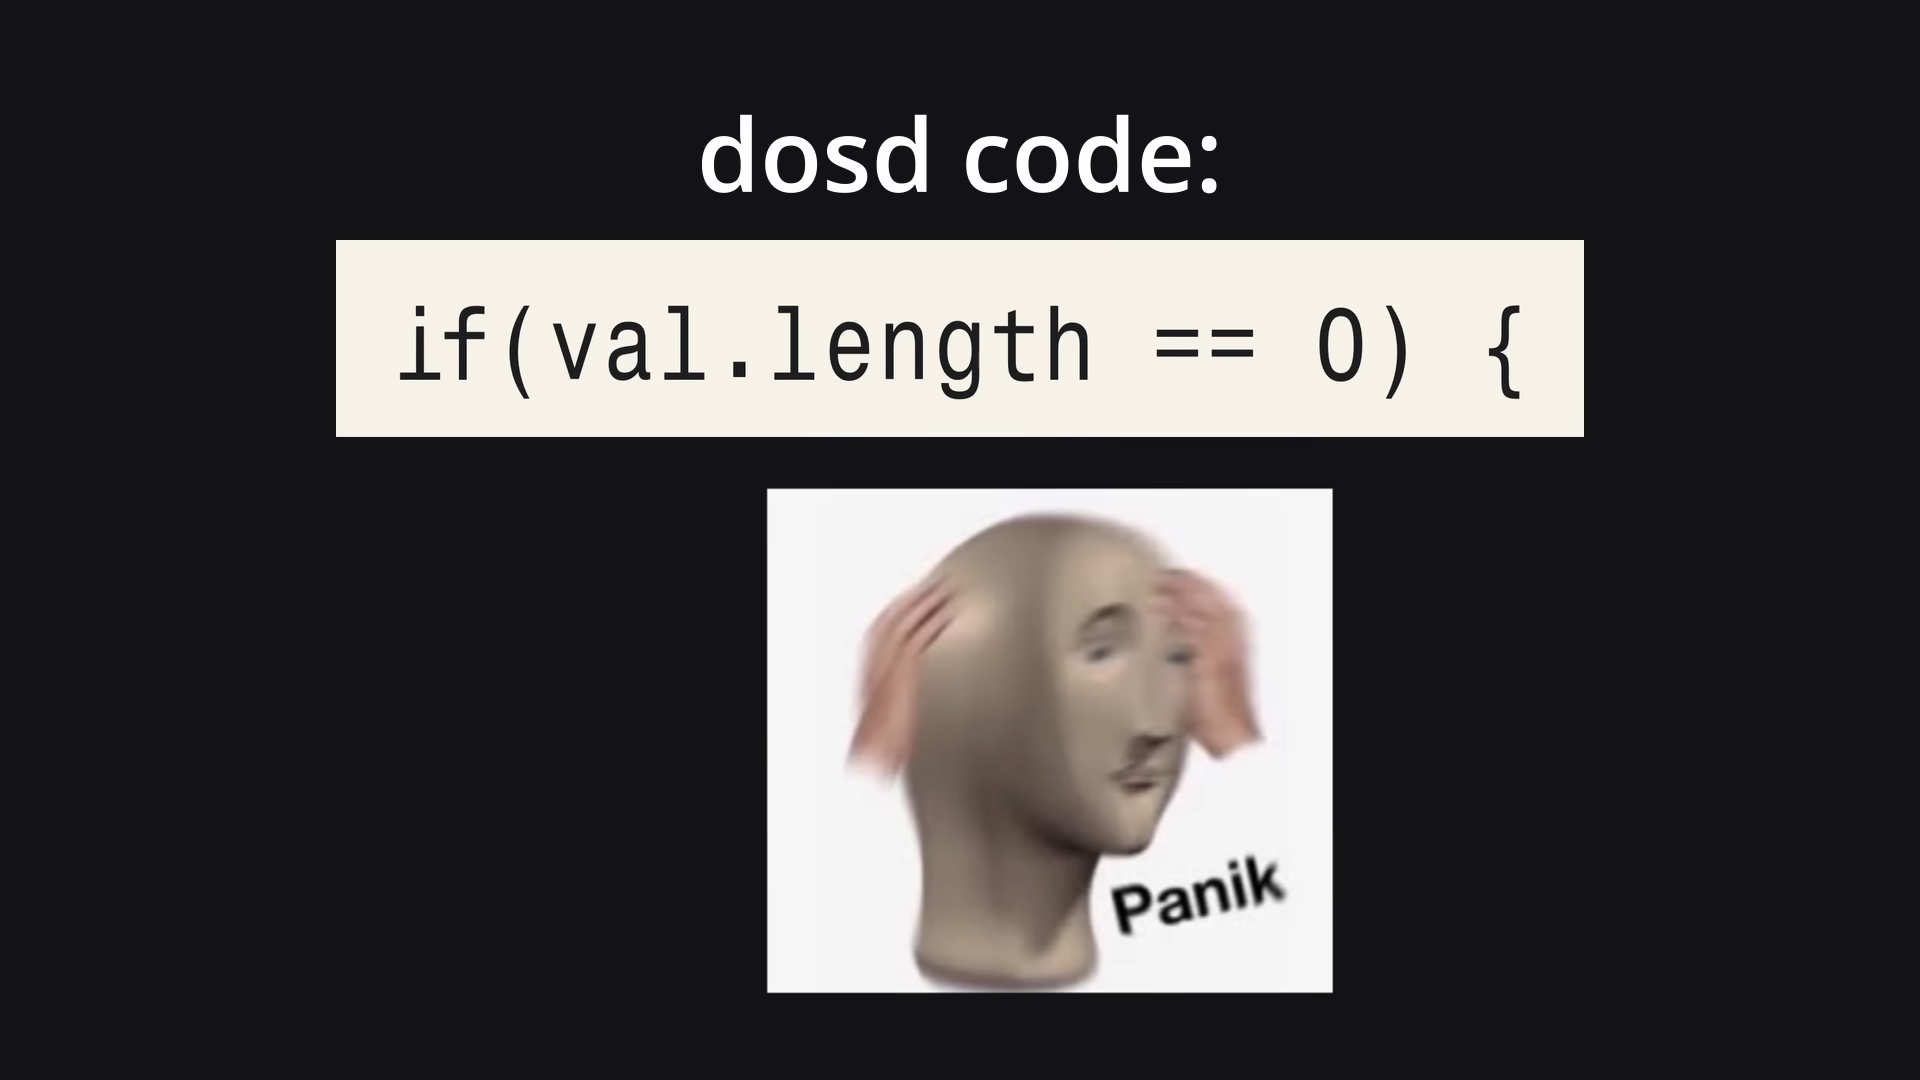 dosd code:
if(val.length == 0) {
Panik